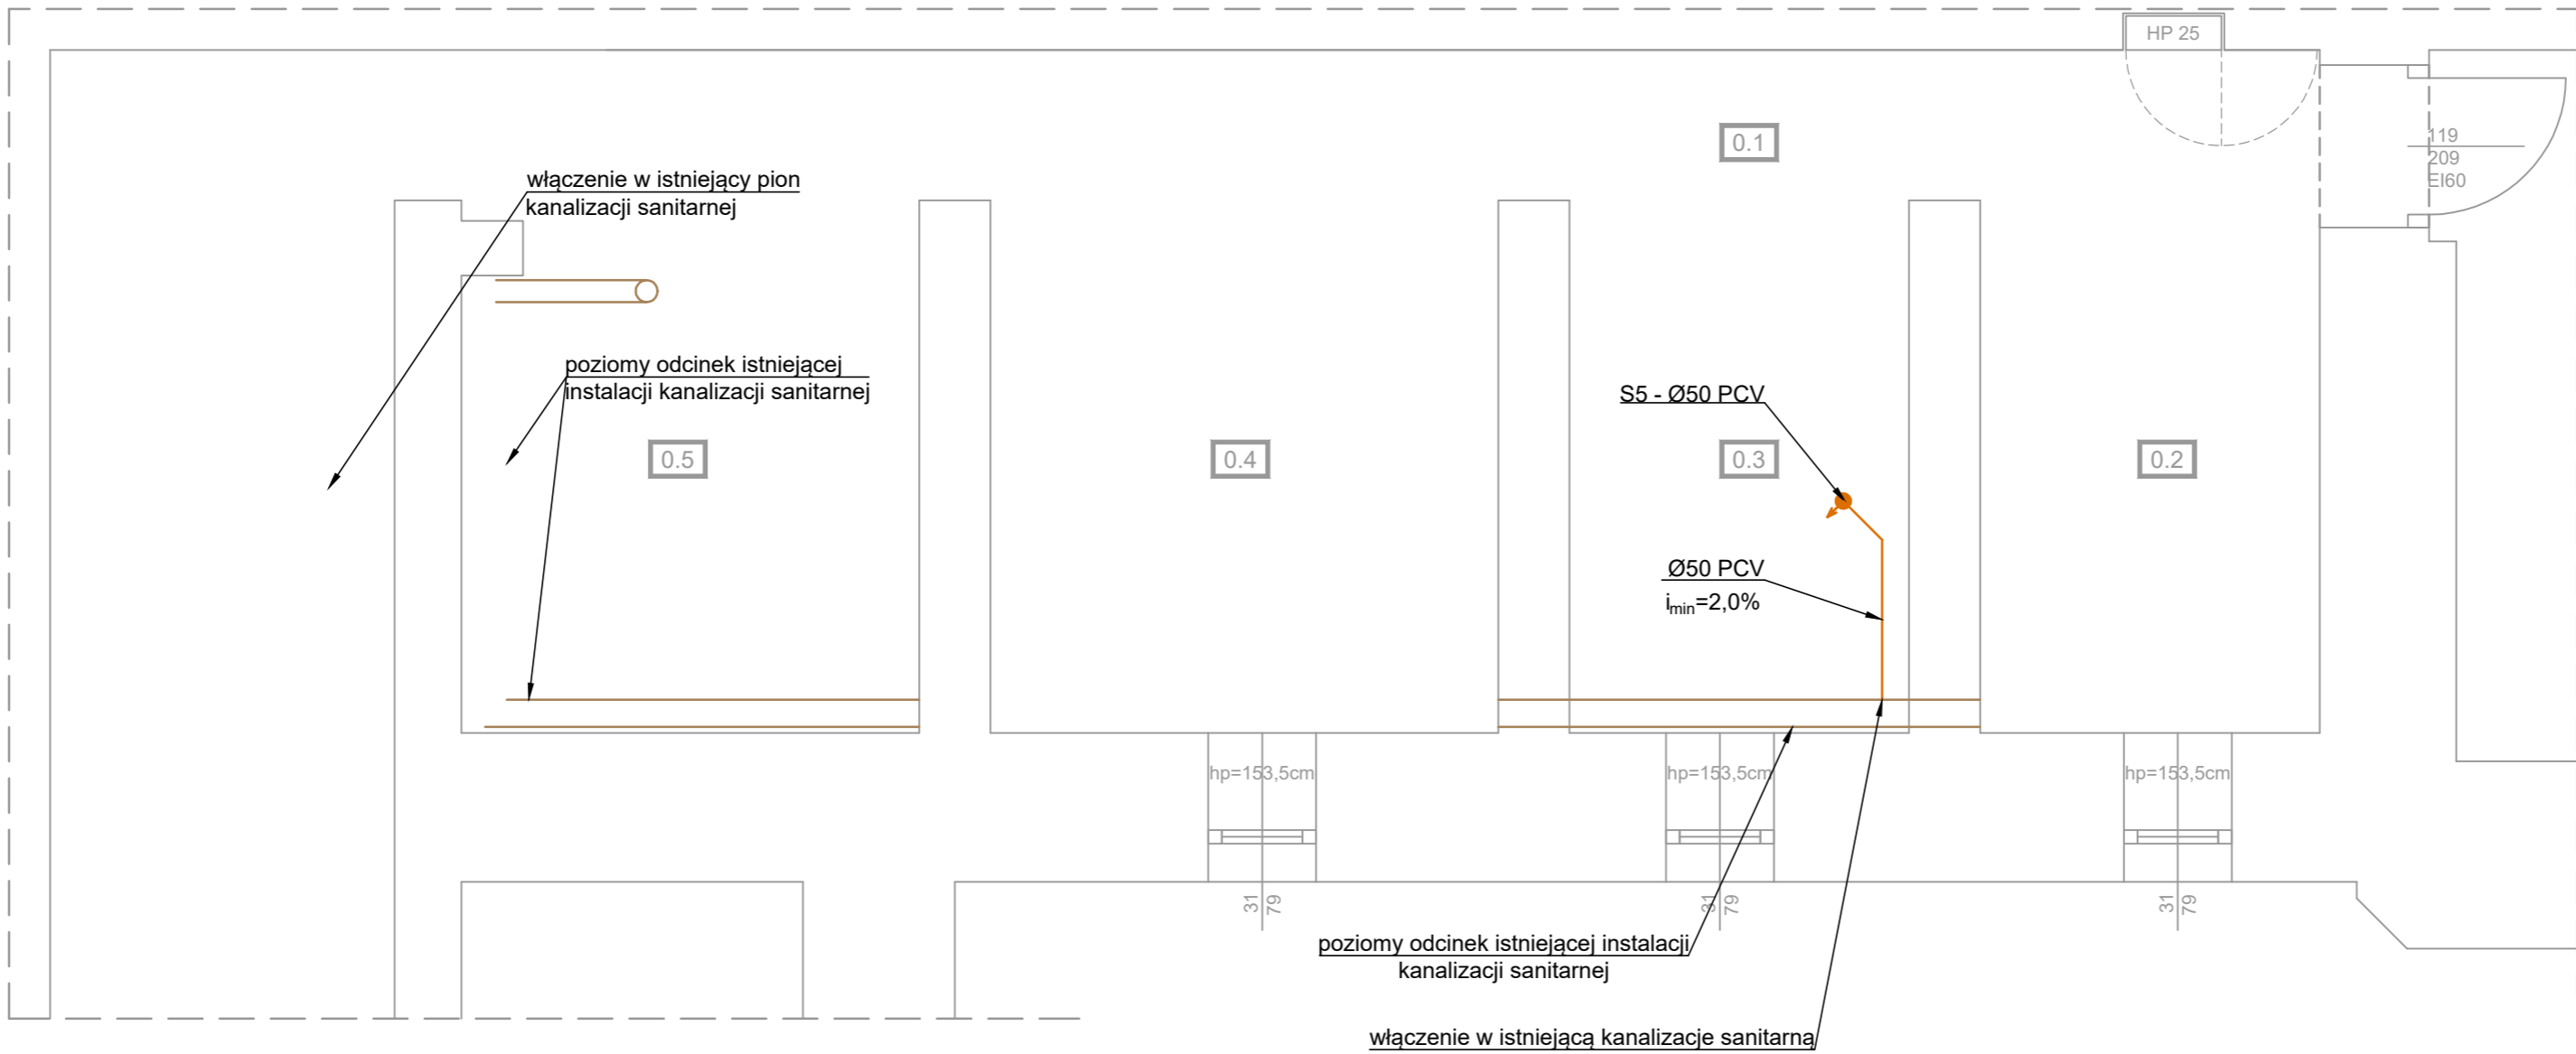 HP 25
119
209
EI60
0.1
włączenie w istniejący pion
kanalizacji sanitarnej
poziomy odcinek istniejącej
instalacji kanalizacji sanitarnej
S5 - Ø50 PCV
0.5
0.4
0.3
0.2
Ø50 PCV
imin=2,0%
hp=153,5cm
hp=153,5cm
hp=153,5cm
31
79
31
79
31
79
poziomy odcinek istniejącej instalacji
kanalizacji sanitarnej
włączenie w istniejącą kanalizacje sanitarną